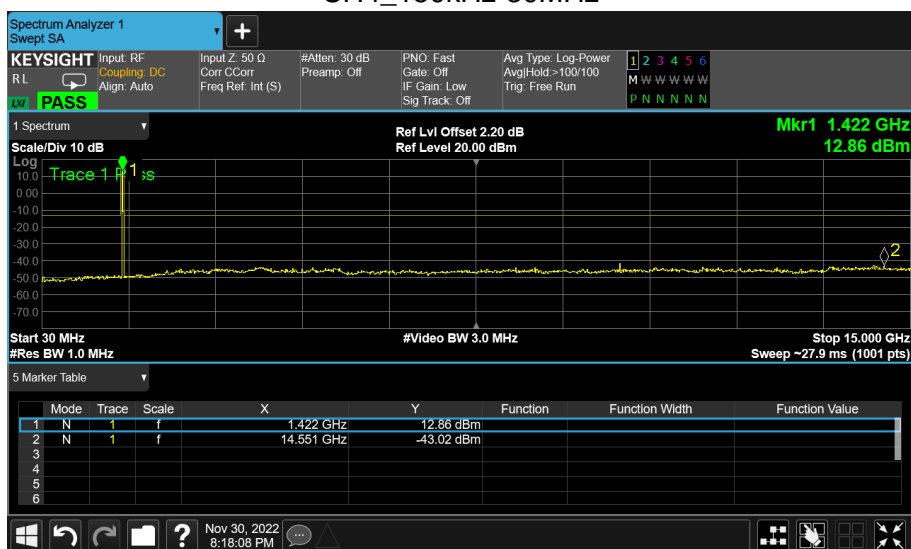 Spectrum Analyzer 1
Swept SA
+
KEYSIGHT Input: RF Input Z: 50 Ω #Atten: 30 dB PNO: Fast Avg Type: Log-Power 1 2 3 4 5 6
RL Coupling: DC Corr CCorr Preamp: Off Gate: Off Avg|Hold:>100/100 M W W W W W
Align: Auto Freq Ref: Int (S) IF Gain: Low Trig: Free Run
LXI PASS Sig Track: Off P N N N N N
1 Spectrum Ref Lvl Offset 2.20 dB Mkr1 1.422 GHz
Scale/Div 10 dB Ref Level 20.00 dBm 12.86 dBm
Log
10.0 Trace 1 P 1 ss
0.00
-10.0
-20.0
-30.0
-40.0 2
-50.0
-60.0
-70.0
Start 30 MHz #Video BW 3.0 MHz Stop 15.000 GHz
#Res BW 1.0 MHz Sweep ~27.9 ms (1001 pts)
5 Marker Table
Mode Trace Scale X Y Function Function Width Function Value
1 N 1 f 1.422 GHz 12.86 dBm
2 N 1 f 14.551 GHz -43.02 dBm
3
4
5
6
? Nov 30, 2022
8:18:08 PM